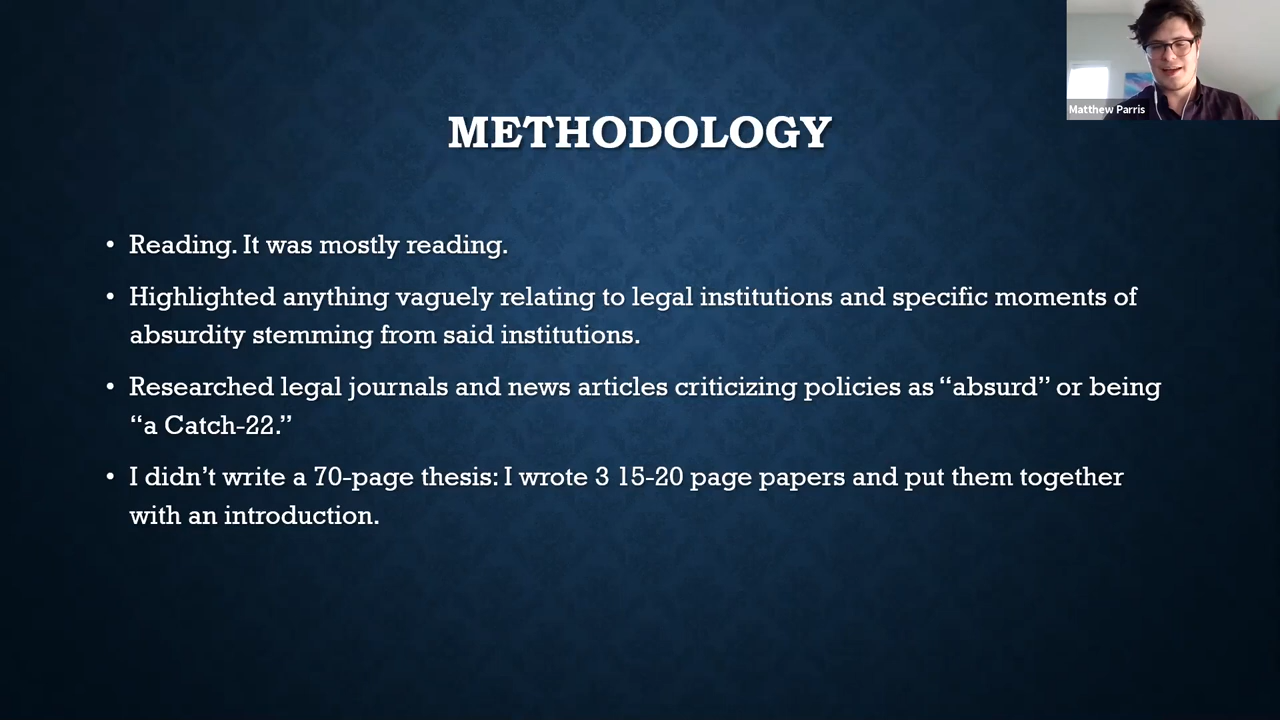 METHODOLOGY
• Reading. It was mostly reading.
• Highlighted anything vaguely relating to legal institutions and specific moments of
absurdity stemming from said institutions.
• Researched legal journals and news articles criticizing policies as “absurd” or being
“a Catch-22.”
• I didn’t write a 70-page thesis: I wrote 3 15-20 page papers and put them together
with an introduction.
Matthew Parris